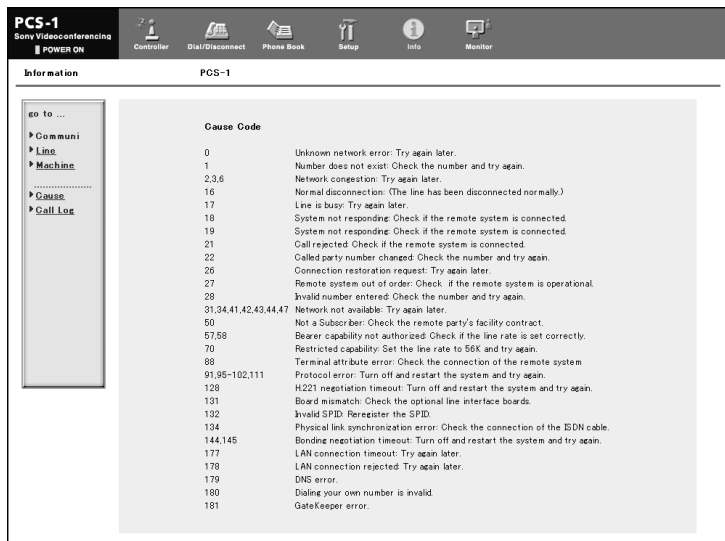 PCS-1
Sony Videoconferencing
POWER ON
Controller
Dial/Disconnect
Phone Book
Setup
Info
Monitor
Information
PCS-1
go to ...
Communi
Line
Machine
Cause
Call Log
Cause Code
0 Unknown network error: Try again later.
1 Number does not exist: Check the number and try again.
2,3,6 Network congestion: Try again later.
16 Normal disconnection: (The line has been disconnected normally.)
17 Line is busy: Try again later.
18 System not responding: Check if the remote system is connected.
19 System not responding: Check if the remote system is connected.
21 Call rejected: Check if the remote system is connected.
22 Called party number changed: Check the number and try again.
26 Connection restoration request: Try again later.
27 Remote system out of order: Check if the remote system is operational.
28 Invalid number entered: Check the number and try again.
31,34,41,42,43,44,47 Network not available: Try again later.
50 Not a Subscriber: Check the remote party's facility contract.
57,58 Bearer capability not authorized: Check if the line rate is set correctly.
70 Restricted capability: Set the line rate to 56K and try again.
88 Terminal attribute error: Check the connection of the remote system
91,95-102,111 Protocol error: Turn off and restart the system and try again.
128 H.221 negotiation timeout: Turn off and restart the system and try again.
131 Board mismatch: Check the optional line interface boards.
132 Invalid SPID: Reregister the SPID.
134 Physical link synchronization error: Check the connection of the ISDN cable.
144,145 Bonding negotiation timeout: Turn off and restart the system and try again.
177 LAN connection timeout: Try again later.
178 LAN connection rejected: Try again later.
179 DNS error.
180 Dialing your own number is invalid.
181 GateKeeper error.